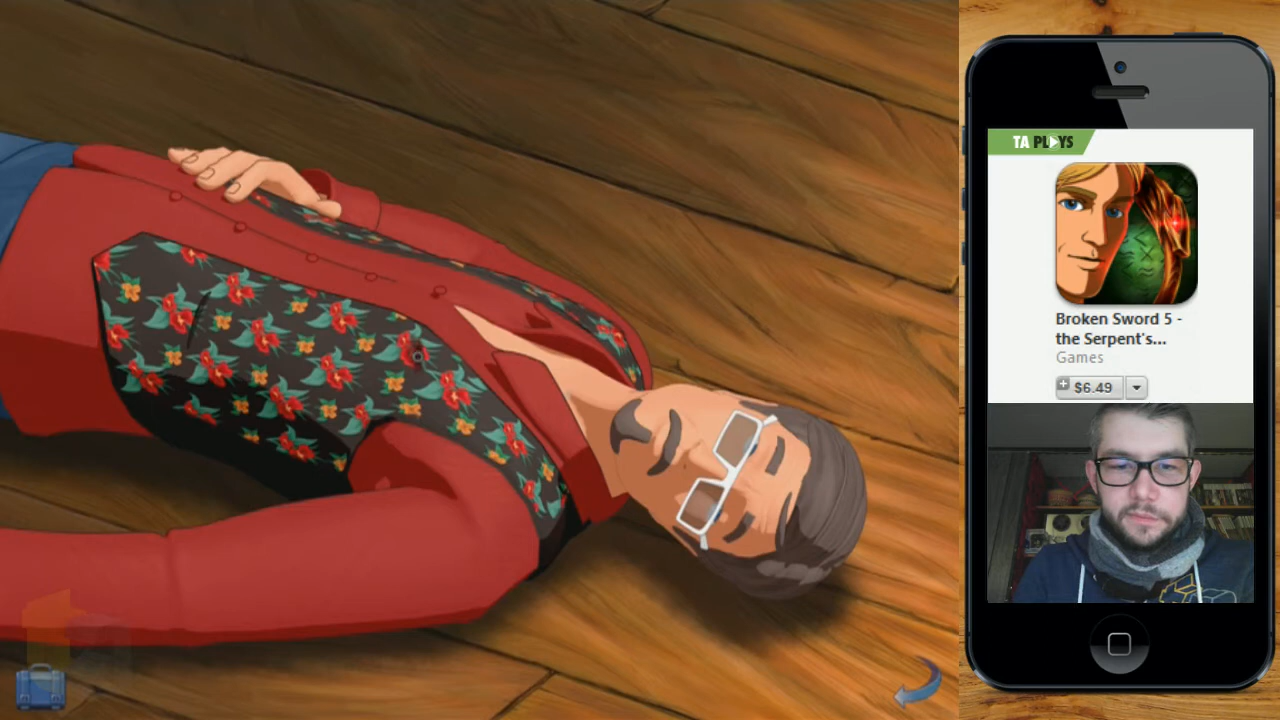 TA PLAYS
Broken Sword 5 -
the Serpent's...
Games
$6.49